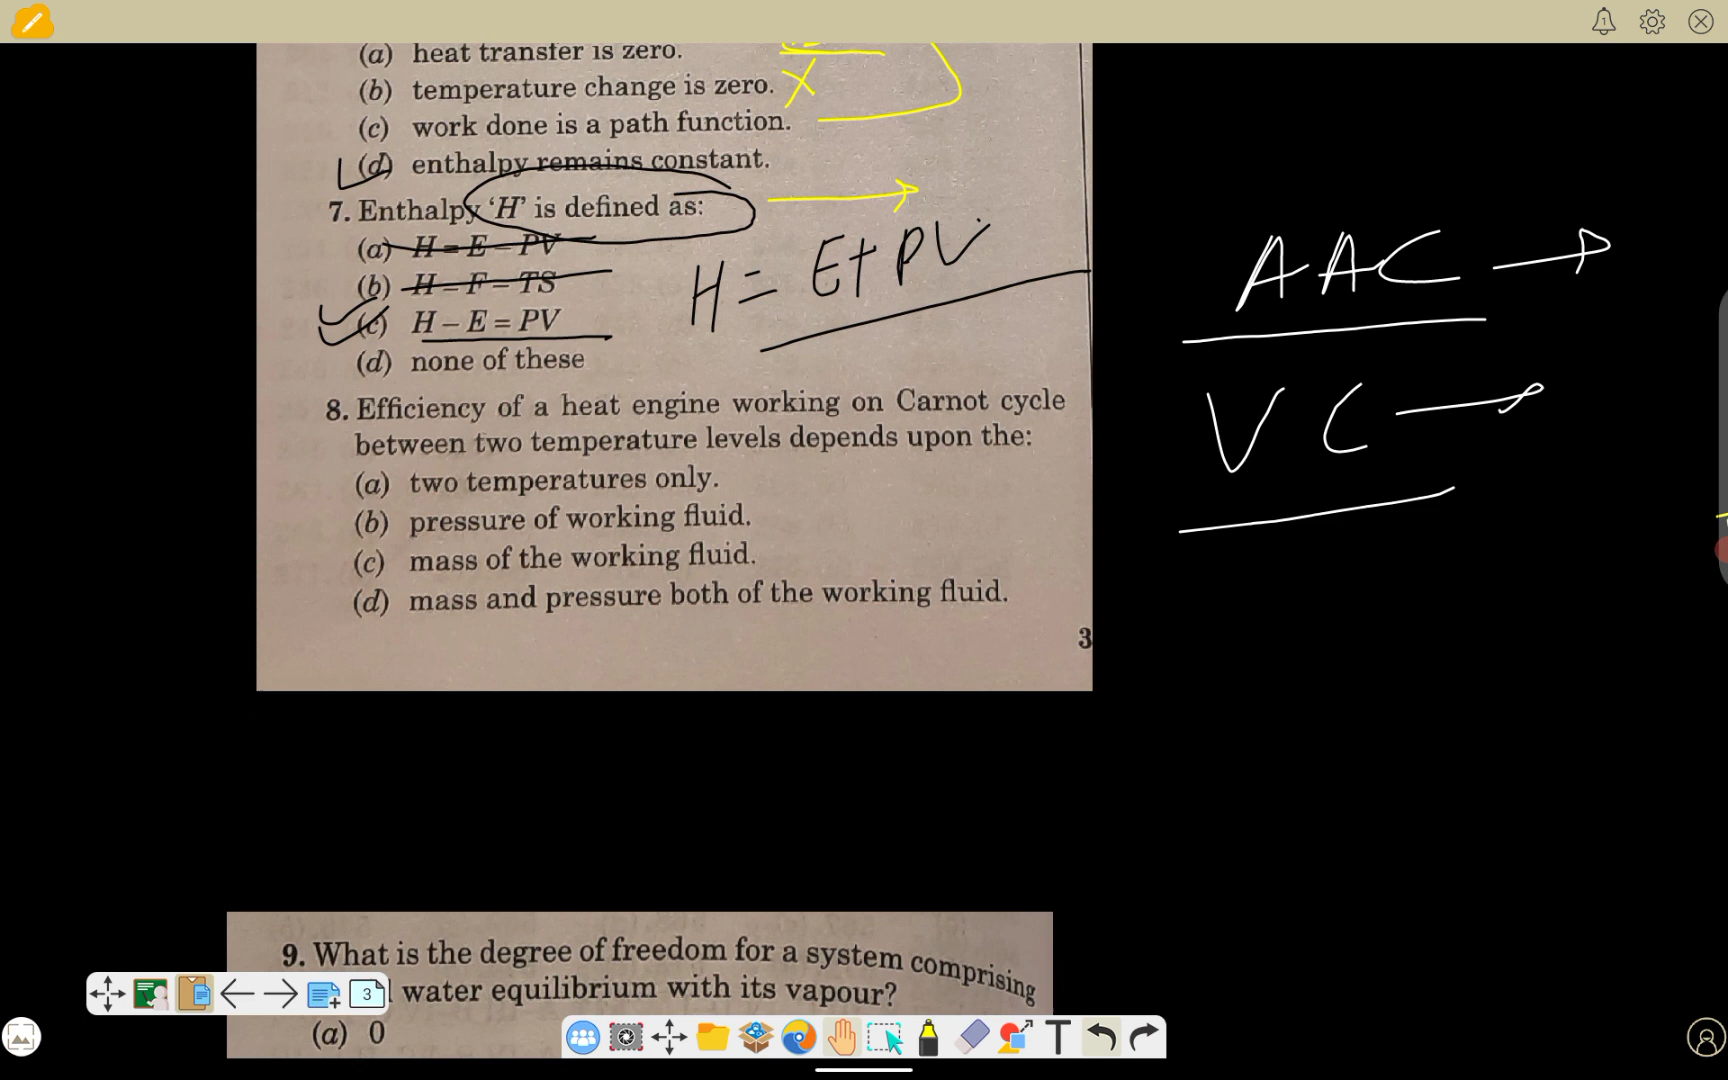 (a) heat transfer is zero.
(b) temperature change is zero.
(c) work done is a path function.
(d) enthalpy remains constant.
7. Enthalpy 'H' is defined as:
(a) H = E - PV
(b) H - F = TS
(c) H - E = PV
(d) none of these
H = E + PV
8. Efficiency of a heat engine working on Carnot cycle
between two temperature levels depends upon the:
(a) two temperatures only.
(b) pressure of working fluid.
(c) mass of the working fluid.
(d) mass and pressure both of the working fluid.
3
AAC →
VC →
9. What is the degree of freedom for a system comprising
water equilibrium with its vapour?
(a) 0
3
T
1